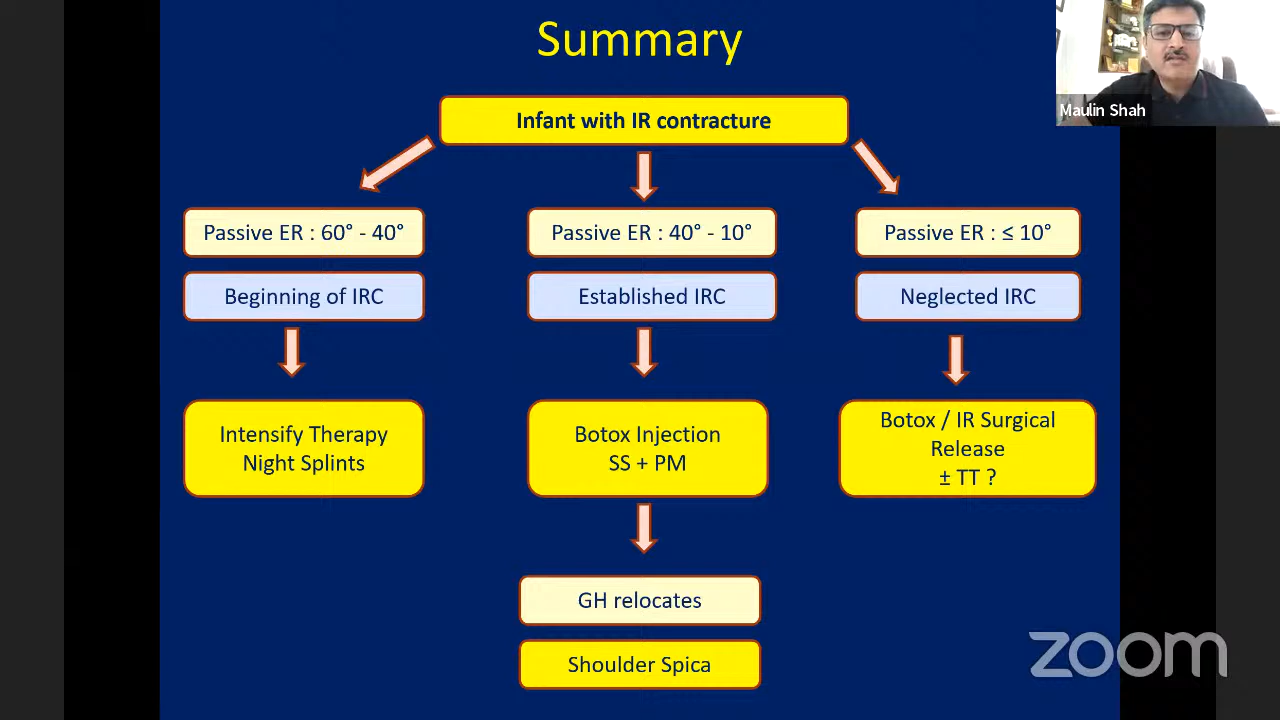 Summary
Maulin Shah
Infant with IR contracture
Passive ER : 60° - 40°
Passive ER : 40° - 10°
Passive ER : ≤ 10°
Beginning of IRC
Established IRC
Neglected IRC
Intensify Therapy
Night Splints
Botox Injection
SS + PM
Botox / IR Surgical
Release
± TT ?
GH relocates
Shoulder Spica
zoom